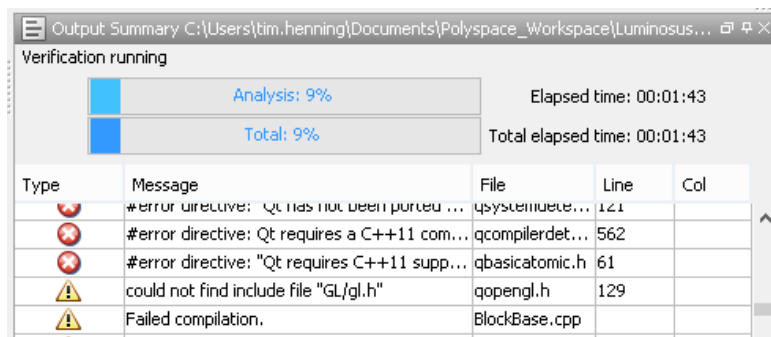 Output Summary C:\Users\tim.henning\Documents\Polyspace_Workspace\Luminosus...
Verification running
Analysis: 9% Elapsed time: 00:01:43
Total: 9% Total elapsed time: 00:01:43
Type Message File Line Col
#error directive: "Qt has not been ported ... qsystemdete... 121
#error directive: Qt requires a C++11 com... qcompilerdet... 562
#error directive: "Qt requires C++11 supp... qbasicatomic.h 61
could not find include file "GL/gl.h" qopengl.h 129
Failed compilation. BlockBase.cpp